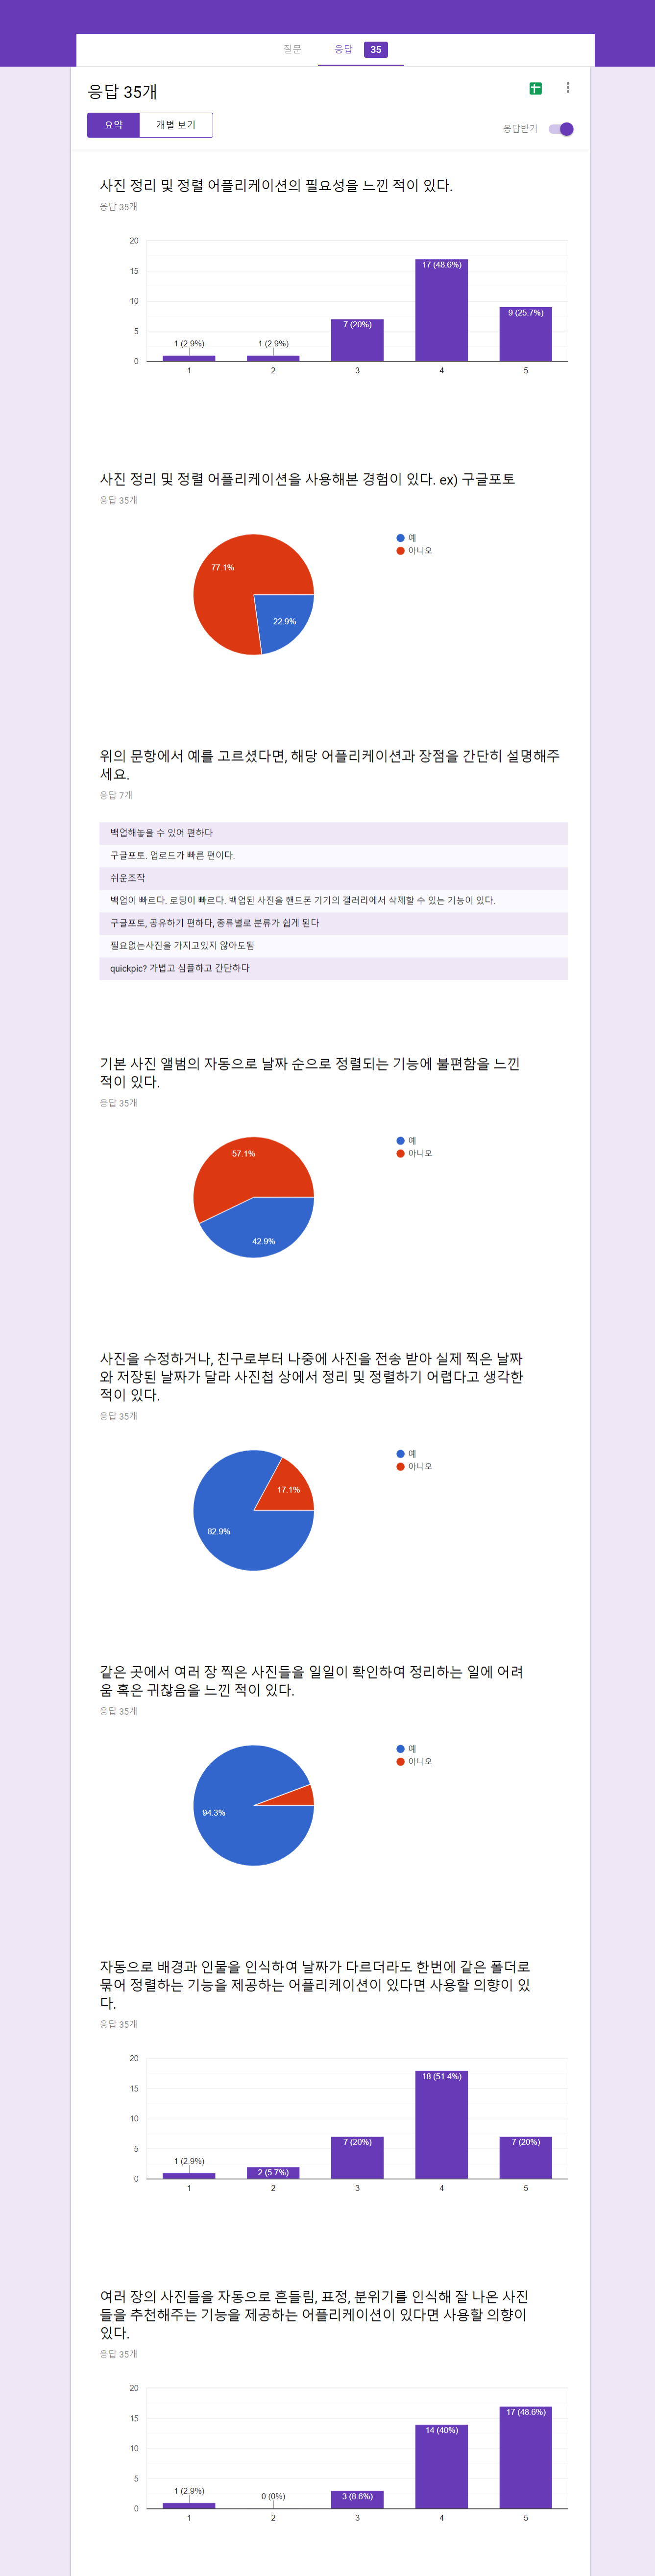 질문
응답 35
응답 35개
요약
개별 보기
응답받기
사진 정리 및 정렬 어플리케이션의 필요성을 느낀 적이 있다.
응답 35개
20
15
10
5
0
1 (2.9%)
1 (2.9%)
7 (20%)
17 (48.6%)
9 (25.7%)
1
2
3
4
5
사진 정리 및 정렬 어플리케이션을 사용해본 경험이 있다. ex) 구글포토
응답 35개
예
아니오
77.1%
22.9%
위의 문항에서 예를 고르셨다면, 해당 어플리케이션과 장점을 간단히 설명해주
세요.
응답 7개
백업해놓을 수 있어 편하다
구글포토. 업로드가 빠른 편이다.
쉬운조작
백업이 빠르다. 로딩이 빠르다. 백업된 사진을 핸드폰 기기의 갤러리에서 삭제할 수 있는 기능이 있다.
구글포토, 공유하기 편하다, 종류별로 분류가 쉽게 된다
필요없는사진을 가지고있지 않아도됨
quickpic? 가볍고 심플하고 간단하다
기본 사진 앨범의 자동으로 날짜 순으로 정렬되는 기능에 불편함을 느낀
적이 있다.
응답 35개
예
아니오
57.1%
42.9%
사진을 수정하거나, 친구로부터 나중에 사진을 전송 받아 실제 찍은 날짜
와 저장된 날짜가 달라 사진첩 상에서 정리 및 정렬하기 어렵다고 생각한
적이 있다.
응답 35개
예
아니오
17.1%
82.9%
같은 곳에서 여러 장 찍은 사진들을 일일이 확인하여 정리하는 일에 어려
움 혹은 귀찮음을 느낀 적이 있다.
응답 35개
예
아니오
94.3%
자동으로 배경과 인물을 인식하여 날짜가 다르더라도 한번에 같은 폴더로
묶어 정렬하는 기능을 제공하는 어플리케이션이 있다면 사용할 의향이 있
다.
응답 35개
20
15
10
5
0
1 (2.9%)
2 (5.7%)
7 (20%)
18 (51.4%)
7 (20%)
1
2
3
4
5
여러 장의 사진들을 자동으로 흔들림, 표정, 분위기를 인식해 잘 나온 사진
들을 추천해주는 기능을 제공하는 어플리케이션이 있다면 사용할 의향이
있다.
응답 35개
20
15
10
5
0
1 (2.9%)
0 (0%)
3 (8.6%)
14 (40%)
17 (48.6%)
1
2
3
4
5